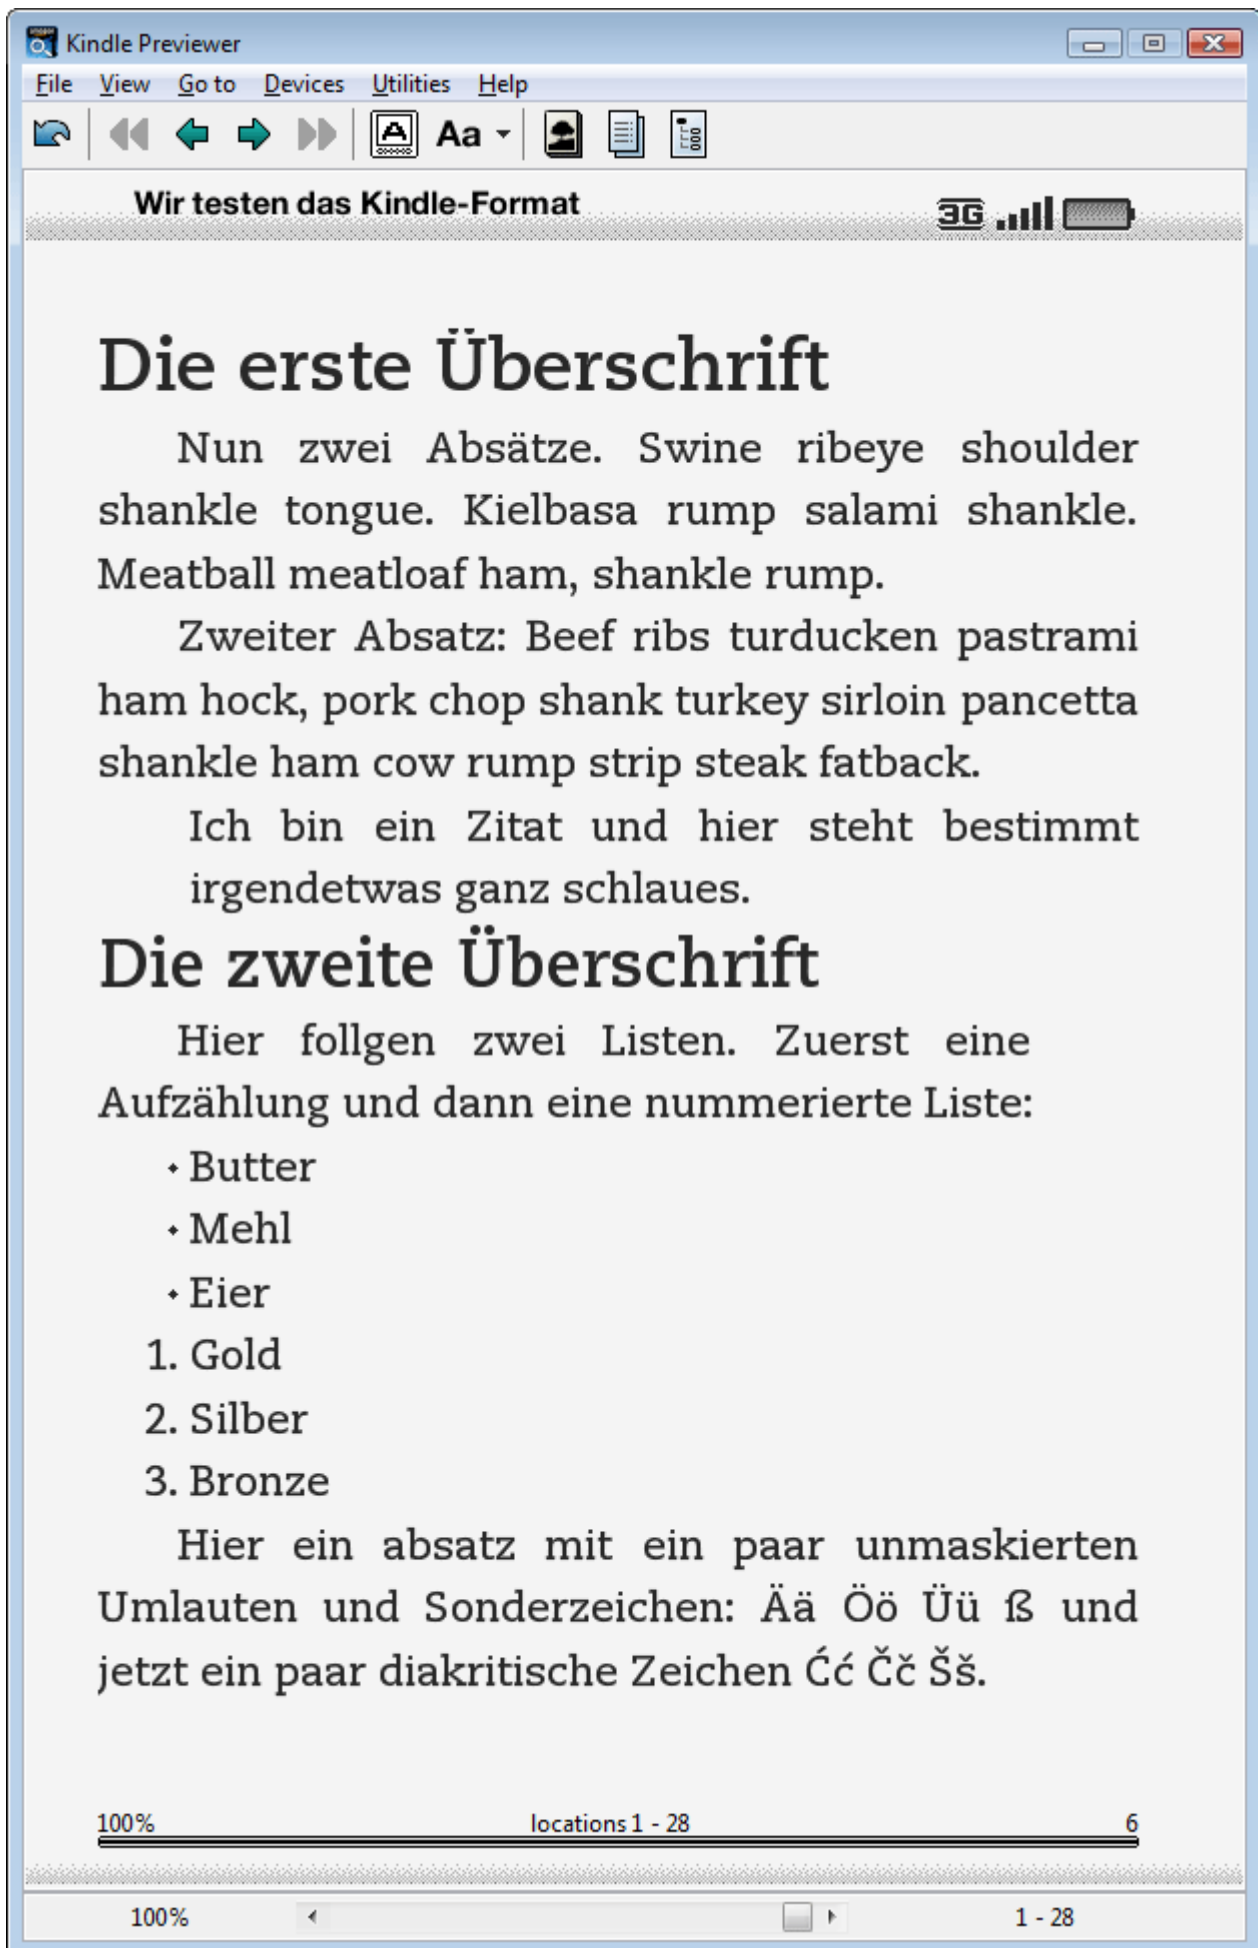 Kindle Previewer
File View Go to Devices Utilities Help
A Aa
Wir testen das Kindle-Format
3G
Die erste Überschrift
Nun zwei Absätze. Swine ribeye shoulder
shankle tongue. Kielbasa rump salami shankle.
Meatball meatloaf ham, shankle rump.
Zweiter Absatz: Beef ribs turducken pastrami
ham hock, pork chop shank turkey sirloin pancetta
shankle ham cow rump strip steak fatback.
Ich bin ein Zitat und hier steht bestimmt
irgendetwas ganz schlaues.
Die zweite Überschrift
Hier follgen zwei Listen. Zuerst eine
Aufzählung und dann eine nummerierte Liste:
• Butter
• Mehl
• Eier
1. Gold
2. Silber
3. Bronze
Hier ein absatz mit ein paar unmaskierten
Umlauten und Sonderzeichen: Ää Öö Üü ß und
jetzt ein paar diakritische Zeichen Ćć Čč Šš.
100% locations 1 - 28 6
100% 1 - 28